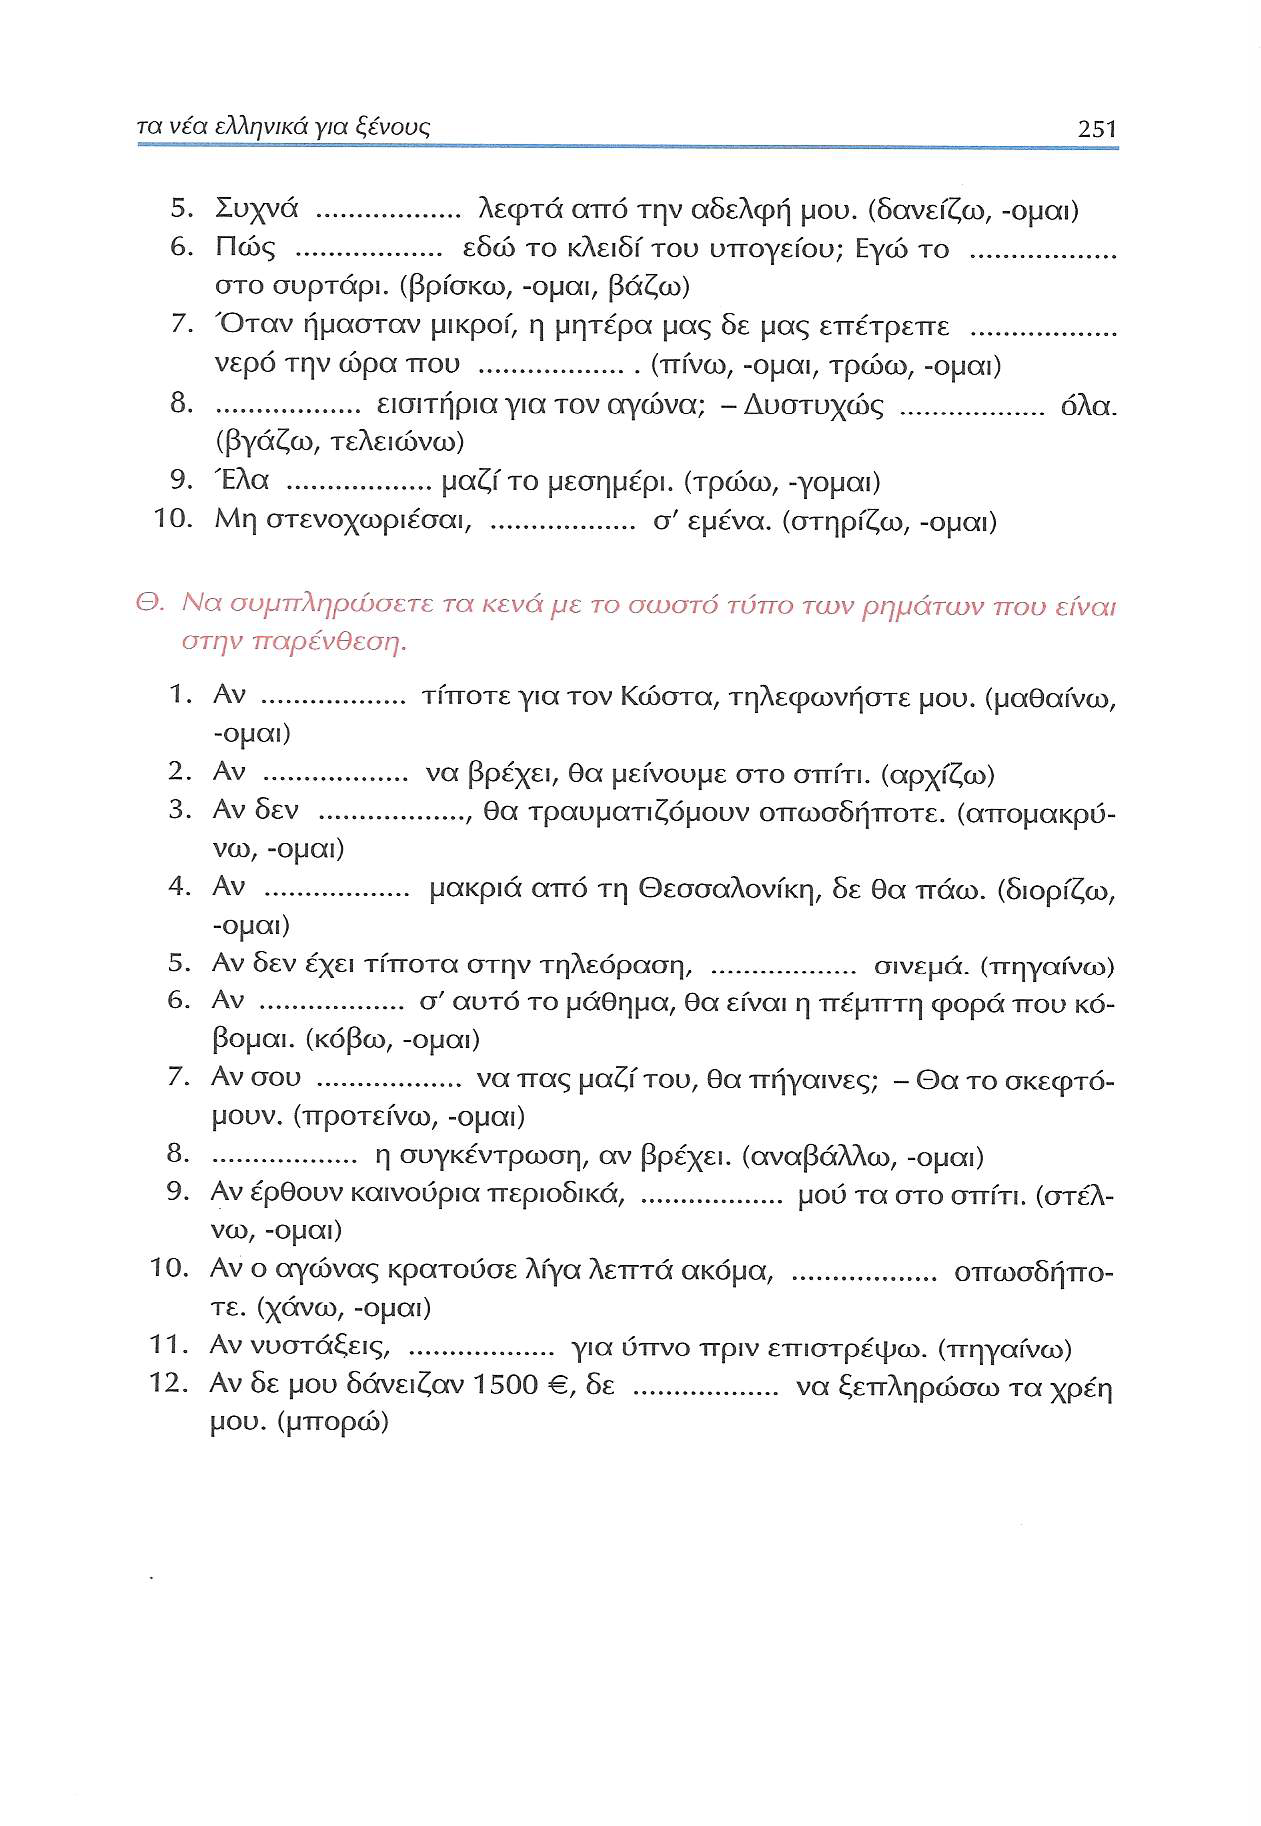 τα νέα ελληνικά για ξένους 251
5. Συχνά .................. λεφτά από την αδελφή μου. (δανείζω, -ομαι)
6. Πώς .................. εδώ το κλειδί του υπογείου; Εγώ το ..................
στο συρτάρι. (βρίσκω, -ομαι, βάζω)
7. Όταν ήμασταν μικροί, η μητέρα μας δε μας επέτρεπε ..................
νερό την ώρα που .................. . (πίνω, -ομαι, τρώω, -ομαι)
8. .................. εισιτήρια για τον αγώνα; – Δυστυχώς .................. όλα.
(βγάζω, τελειώνω)
9. Έλα .................. μαζί το μεσημέρι. (τρώω, -γομαι)
10. Μη στενοχωριέσαι, .................. σ' εμένα. (στηρίζω, -ομαι)
Θ. Να συμπληρώσετε τα κενά με το σωστό τύπο των ρημάτων που είναι
στην παρένθεση.
1. Αν .................. τίποτε για τον Κώστα, τηλεφωνήστε μου. (μαθαίνω,
-ομαι)
2. Αν .................. να βρέχει, θα μείνουμε στο σπίτι. (αρχίζω)
3. Αν δεν .................., θα τραυματιζόμουν οπωσδήποτε. (απομακρύ-
νω, -ομαι)
4. Αν .................. μακριά από τη Θεσσαλονίκη, δε θα πάω. (διορίζω,
-ομαι)
5. Αν δεν έχει τίποτα στην τηλεόραση, .................. σινεμά. (πηγαίνω)
6. Αν .................. σ' αυτό το μάθημα, θα είναι η πέμπτη φορά που κό-
βομαι. (κόβω, -ομαι)
7. Αν σου .................. να πας μαζί του, θα πήγαινες; – Θα το σκεφτό-
μουν. (προτείνω, -ομαι)
8. .................. η συγκέντρωση, αν βρέχει. (αναβάλλω, -ομαι)
9. Αν έρθουν καινούρια περιοδικά, .................. μού τα στο σπίτι. (στέλ-
νω, -ομαι)
10. Αν ο αγώνας κρατούσε λίγα λεπτά ακόμα, .................. οπωσδήπο-
τε. (χάνω, -ομαι)
11. Αν νυστάξεις, .................. για ύπνο πριν επιστρέψω. (πηγαίνω)
12. Αν δε μου δάνειζαν 1500 €, δε .................. να ξεπληρώσω τα χρέη
μου. (μπορώ)